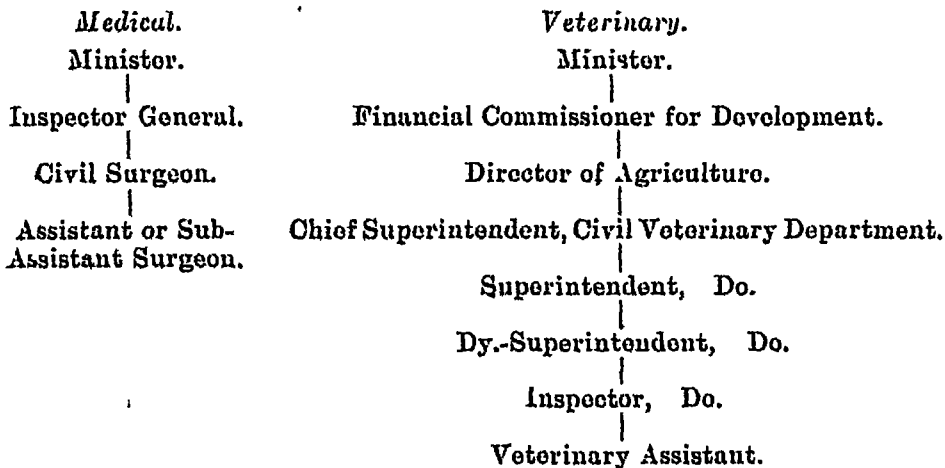 Medical.
Minister.
Inspector General.
Civil Surgeon.
Assistant or Sub-
Assistant Surgeon.
Veterinary.
Minister.
Financial Commissioner for Development.
Director of Agriculture.
Chief Superintendent, Civil Veterinary Department.
Superintendent, Do.
Dy.-Superintendent, Do.
Inspector, Do.
Veterinary Assistant.